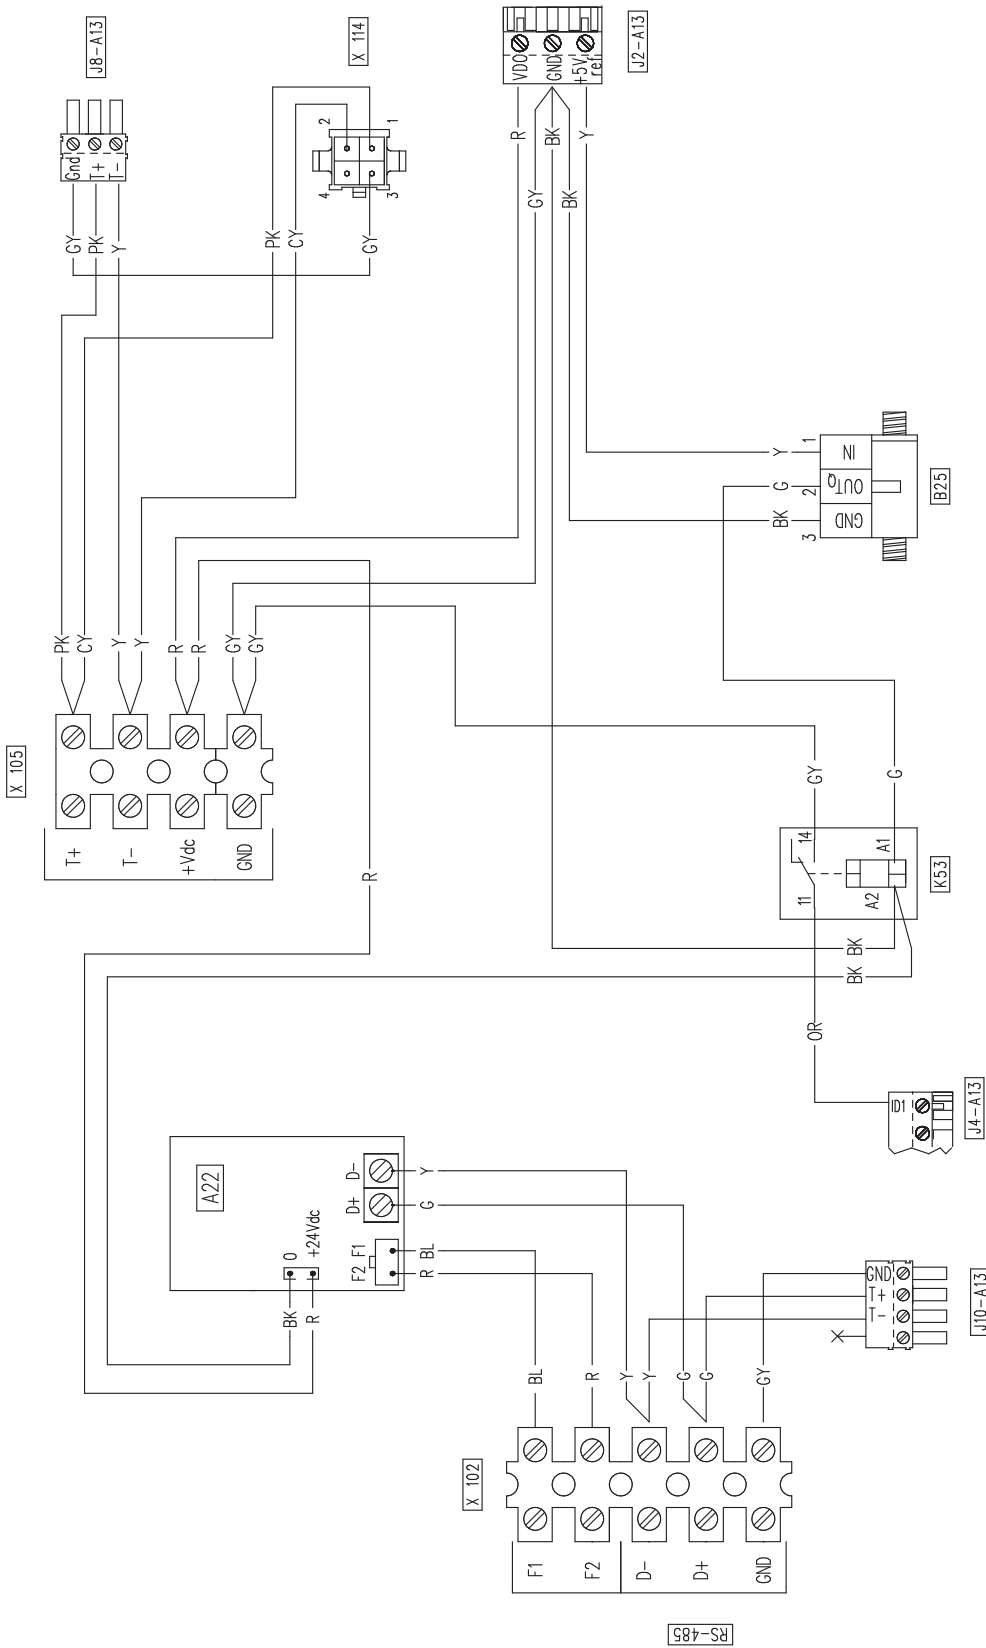 J8-A13
X 114
J2-A13
Gnd
T+
T-
2
1
4
3
VDO
GND
+5V
ref
R
GY
BK
BK
Y
GY
PK
Y
PK
CY
GY
PK
CY
Y
Y
R
R
GY
GY
Y
G
BK
1
2
3
IN
OUT
Q
GND
B25
X 105
T+
T-
+Vdc
GND
R
GY
G
14
11
A1
A2
K53
BK
BK
OR
ID1
J4-A13
A22
0
+24Vdc
D-
D+
F1
F2
BK
R
Y
G
BL
R
GND
T+
T-
J10-A13
BL
R
Y
Y
G
G
GY
X 102
F1
F2
D-
D+
GND
RS-485